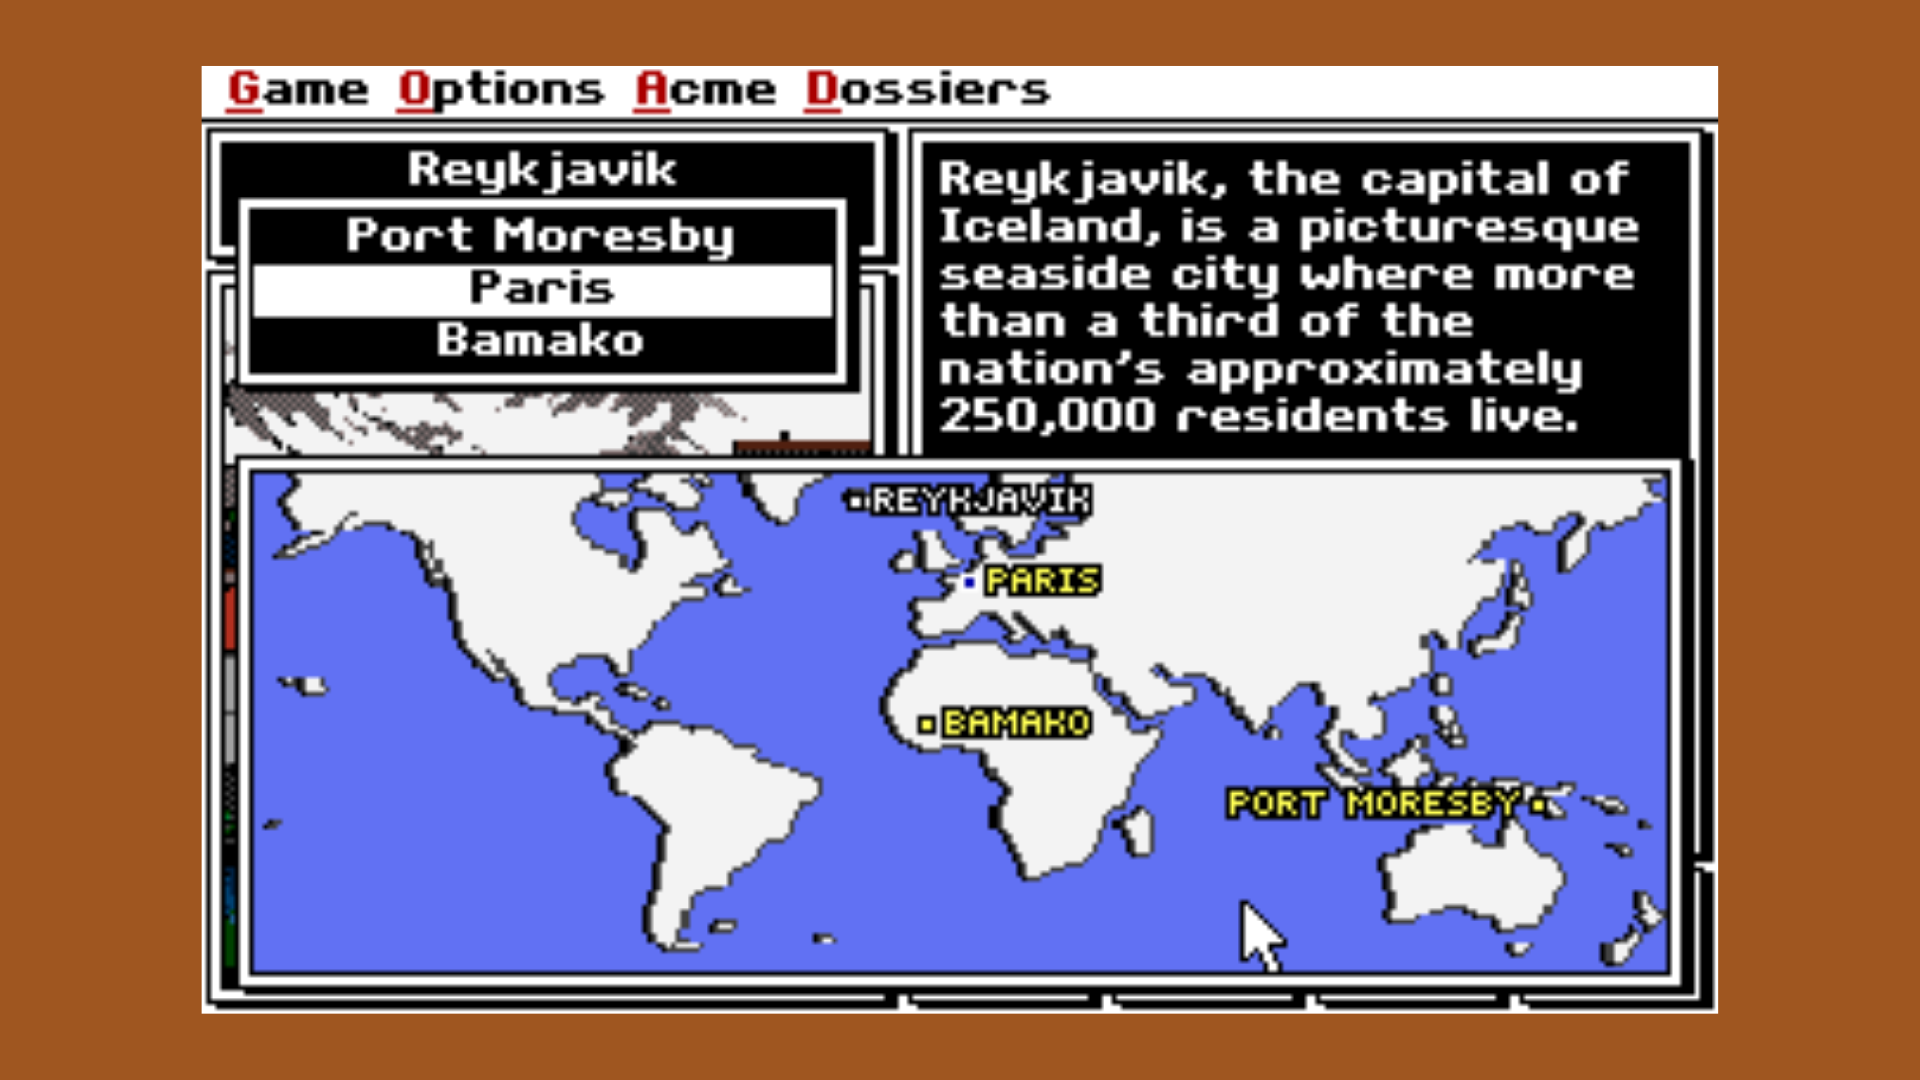 Game Options Acme Dossiers
Reykjavik
Port Moresby
Paris
Bamako
Reykjavik, the capital of
Iceland, is a picturesque
seaside city where more
than a third of the
nation's approximately
250,000 residents live.
REYKJAVIK
PARIS
BAMAKO
PORT MORESBY